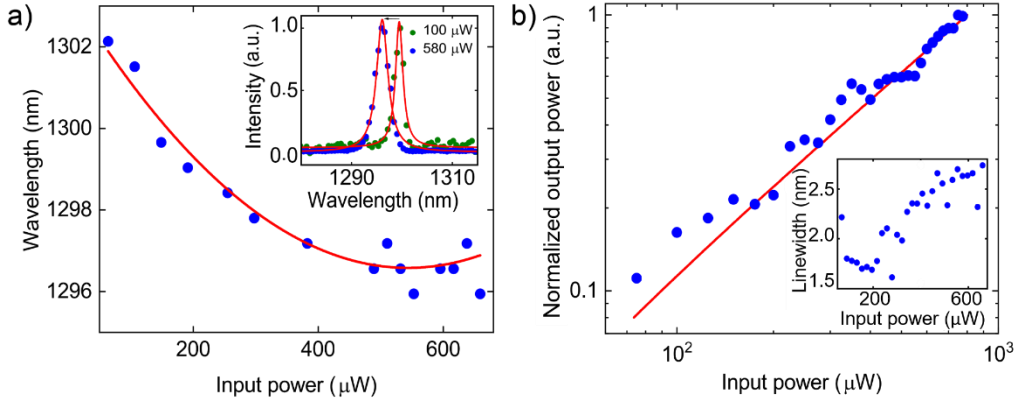 a)
Wavelength (nm)
1302
1300
1298
1296
200
400
600
Input power (μW)
Intensity (a.u.)
1.0
0.5
0.0
100 μW
580 μW
1290
1315
Wavelength (nm)
b)
Normalized output power (a.u.)
1
0.1
10²
10³
Input power (μW)
Linewidth (nm)
2.5
2.0
1.5
200
600
Input power (μW)